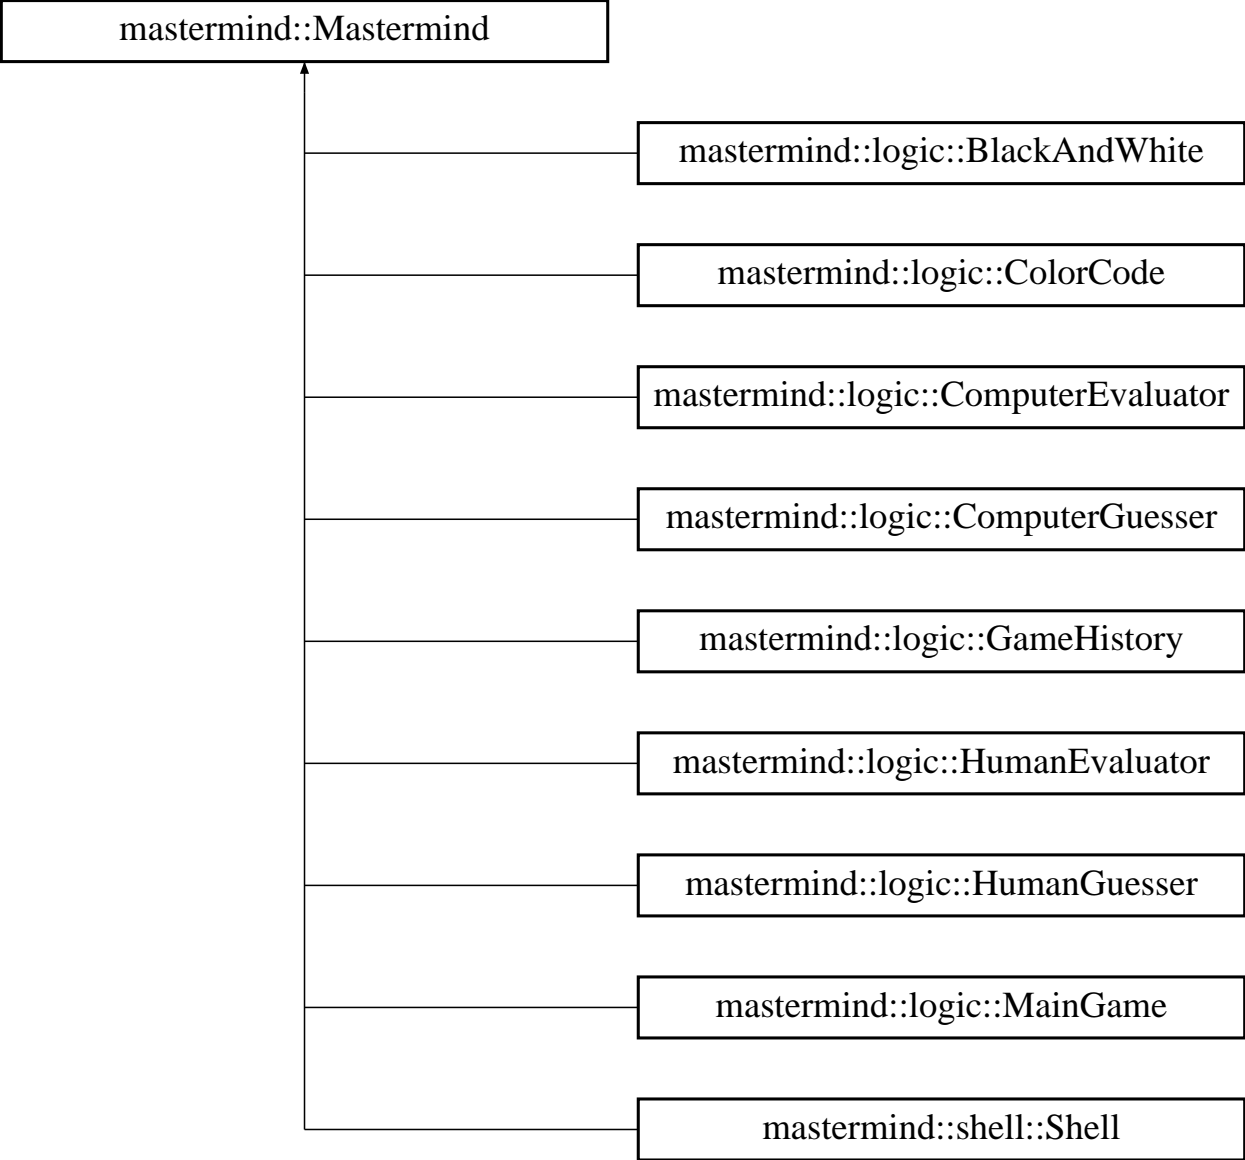 mastermind::Mastermind
mastermind::logic::BlackAndWhite
mastermind::logic::ColorCode
mastermind::logic::ComputerEvaluator
mastermind::logic::ComputerGuesser
mastermind::logic::GameHistory
mastermind::logic::HumanEvaluator
mastermind::logic::HumanGuesser
mastermind::logic::MainGame
mastermind::shell::Shell